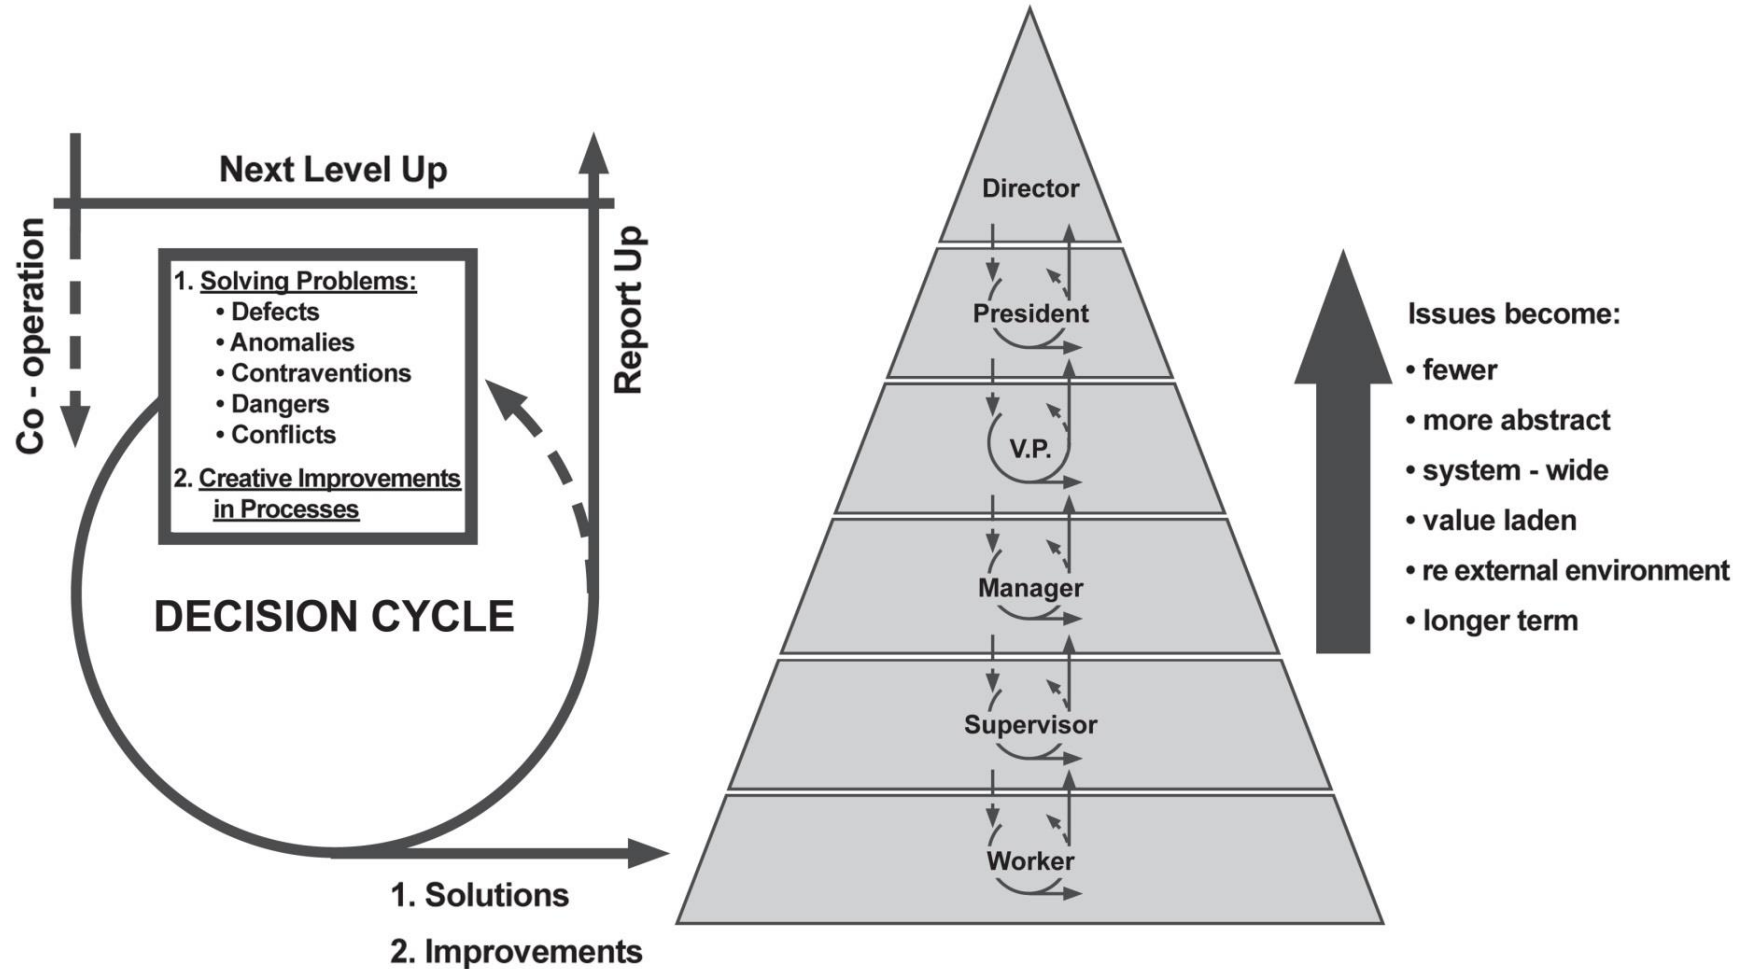 Next Level Up
Co - operation
Report Up
1. Solving Problems:
• Defects
• Anomalies
• Contraventions
• Dangers
• Conflicts
2. Creative Improvements
in Processes
DECISION CYCLE
1. Solutions
2. Improvements
Director
President
V.P.
Manager
Supervisor
Worker
Issues become:
• fewer
• more abstract
• system - wide
• value laden
• re external environment
• longer term